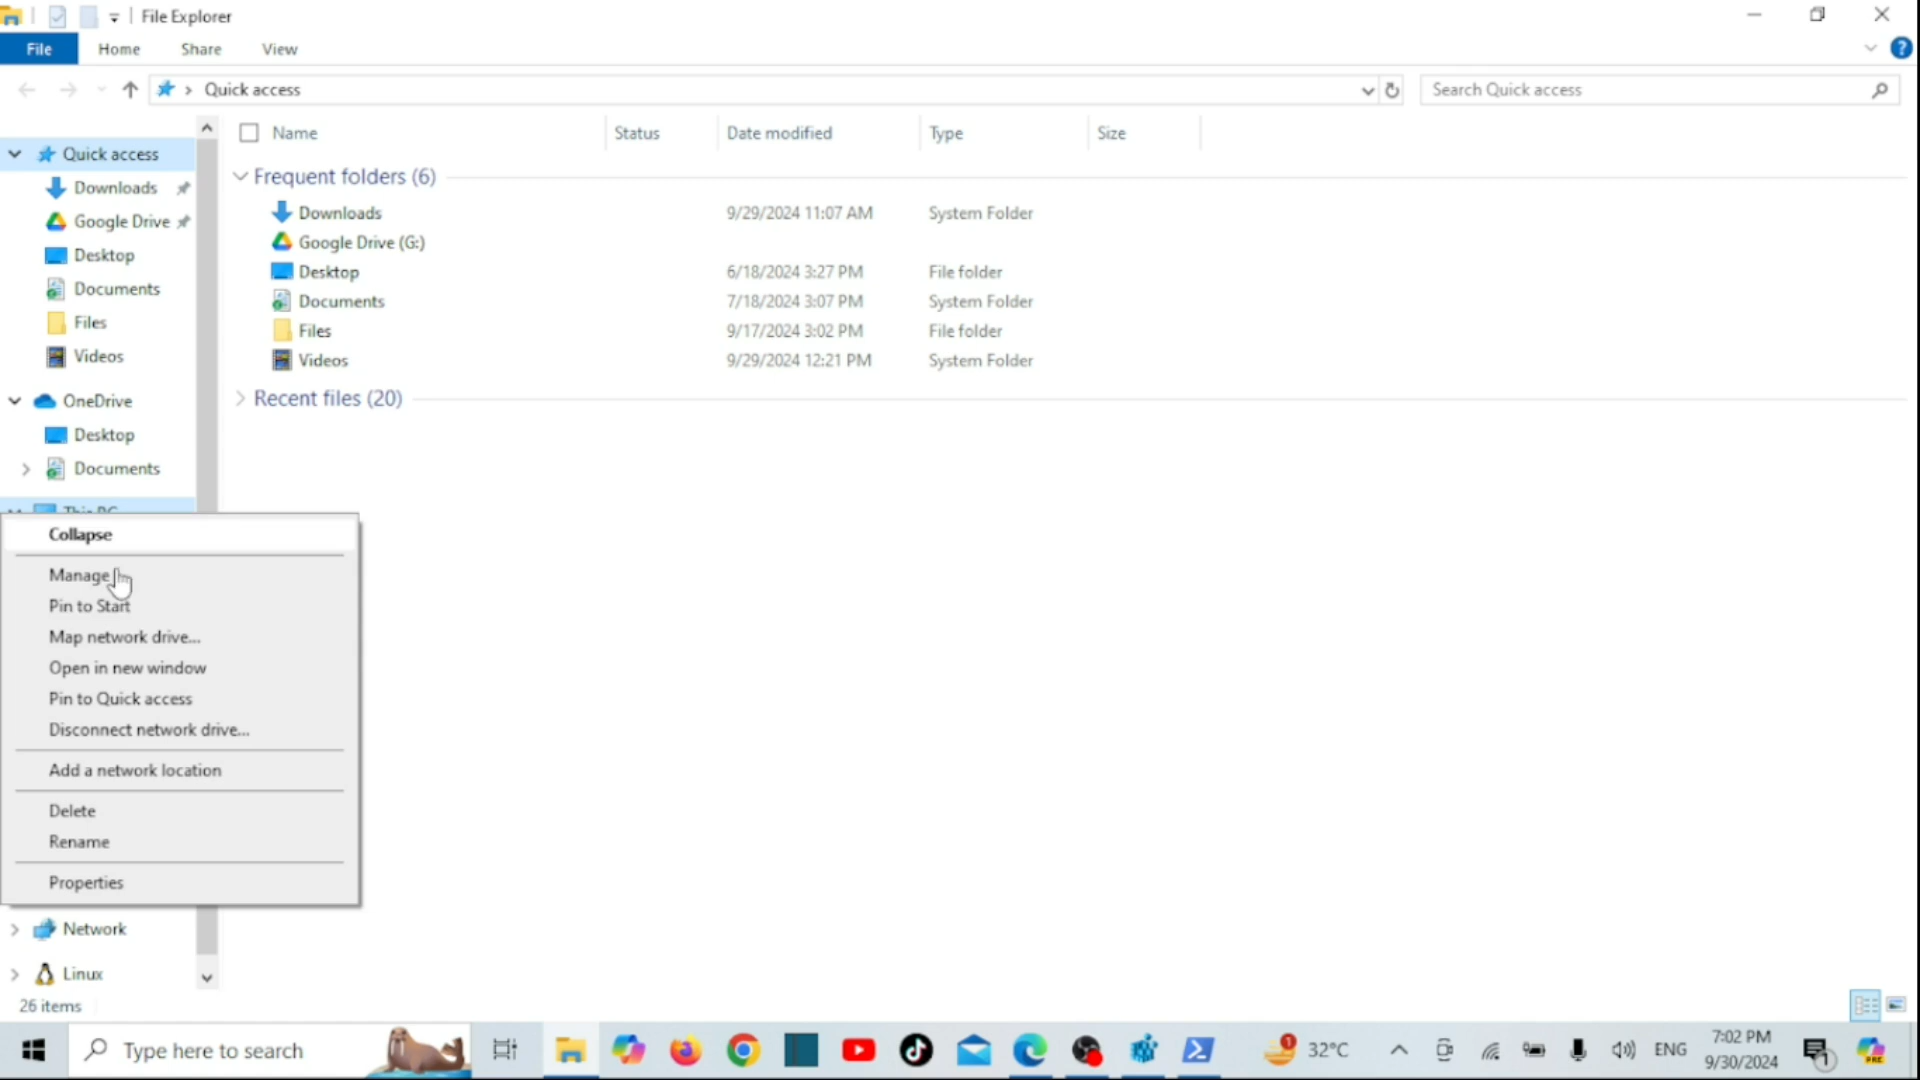 File Explorer
File Home Share View
Quick access
Search Quick access
Name Status Date modified Type Size
Quick access
Downloads
Google Drive
Desktop
Documents
Files
Videos
OneDrive
Desktop
Documents
This PC
Frequent folders (6)
Downloads 9/29/2024 11:07 AM System Folder
Google Drive (G:)
Desktop 6/18/2024 3:27 PM File folder
Documents 7/18/2024 3:07 PM System Folder
Files 9/17/2024 3:02 PM File folder
Videos 9/29/2024 12:21 PM System Folder
Recent files (20)
Collapse
Manage
Pin to Start
Map network drive...
Open in new window
Pin to Quick access
Disconnect network drive...
Add a network location
Delete
Rename
Properties
Network
Linux
26 items
Type here to search
1
32°C
ENG
7:02 PM
9/30/2024
1
PRE